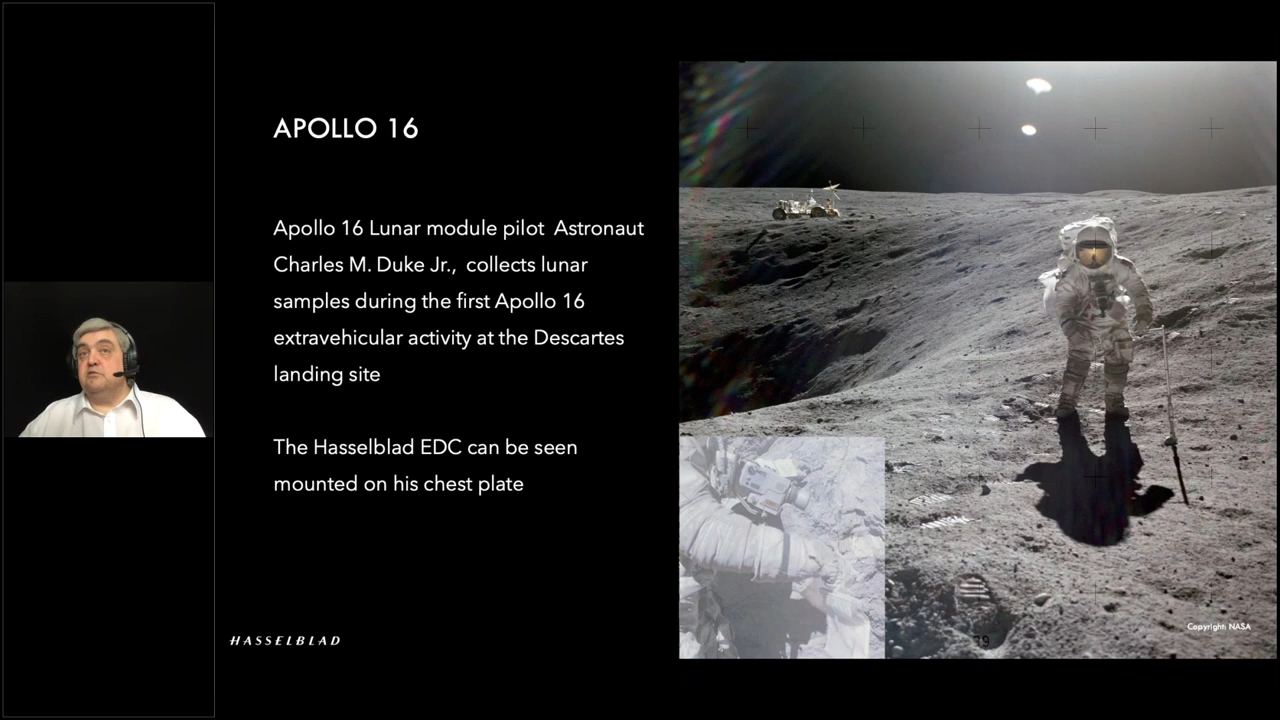 APOLLO 16
Apollo 16 Lunar module pilot Astronaut
Charles M. Duke Jr., collects lunar
samples during the first Apollo 16
extravehicular activity at the Descartes
landing site
The Hasselblad EDC can be seen
mounted on his chest plate
HASSELBLAD
79
Copyright: NASA